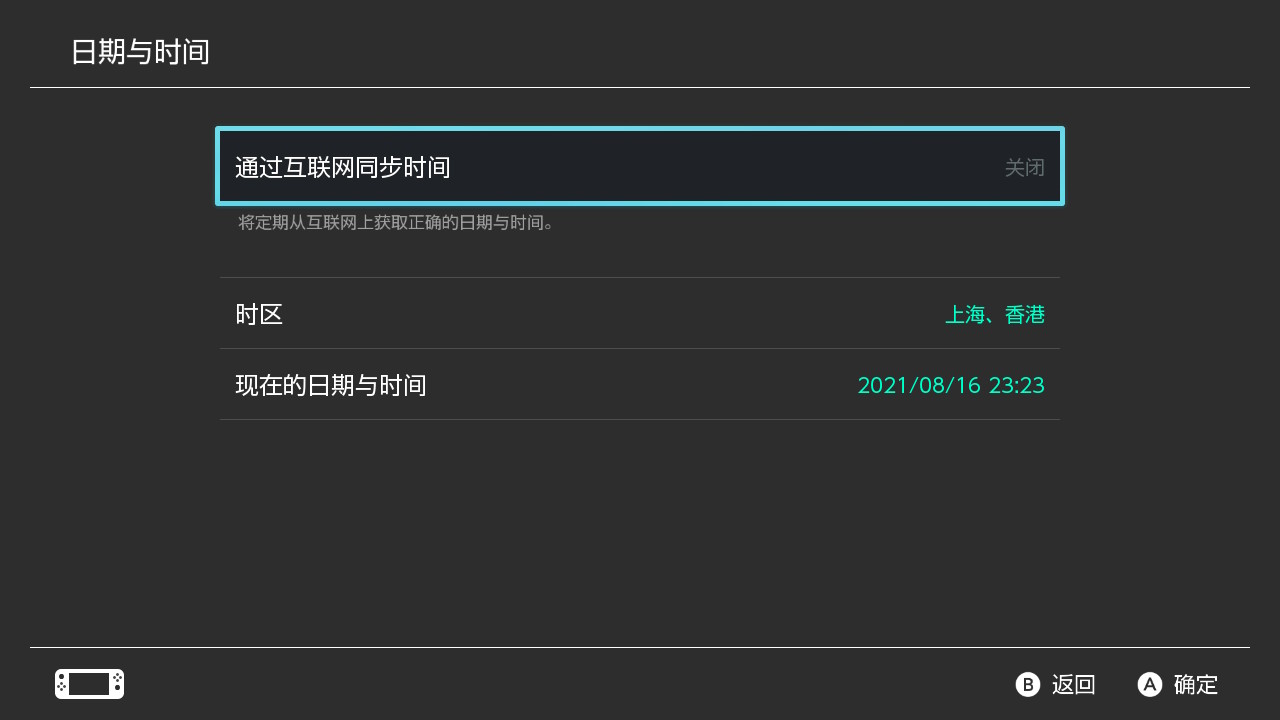 日期与时间
通过互联网同步时间 关闭
将定期从互联网上获取正确的日期与时间。
时区 上海、香港
现在的日期与时间 2021/08/16 23:23
B 返回 A 确定